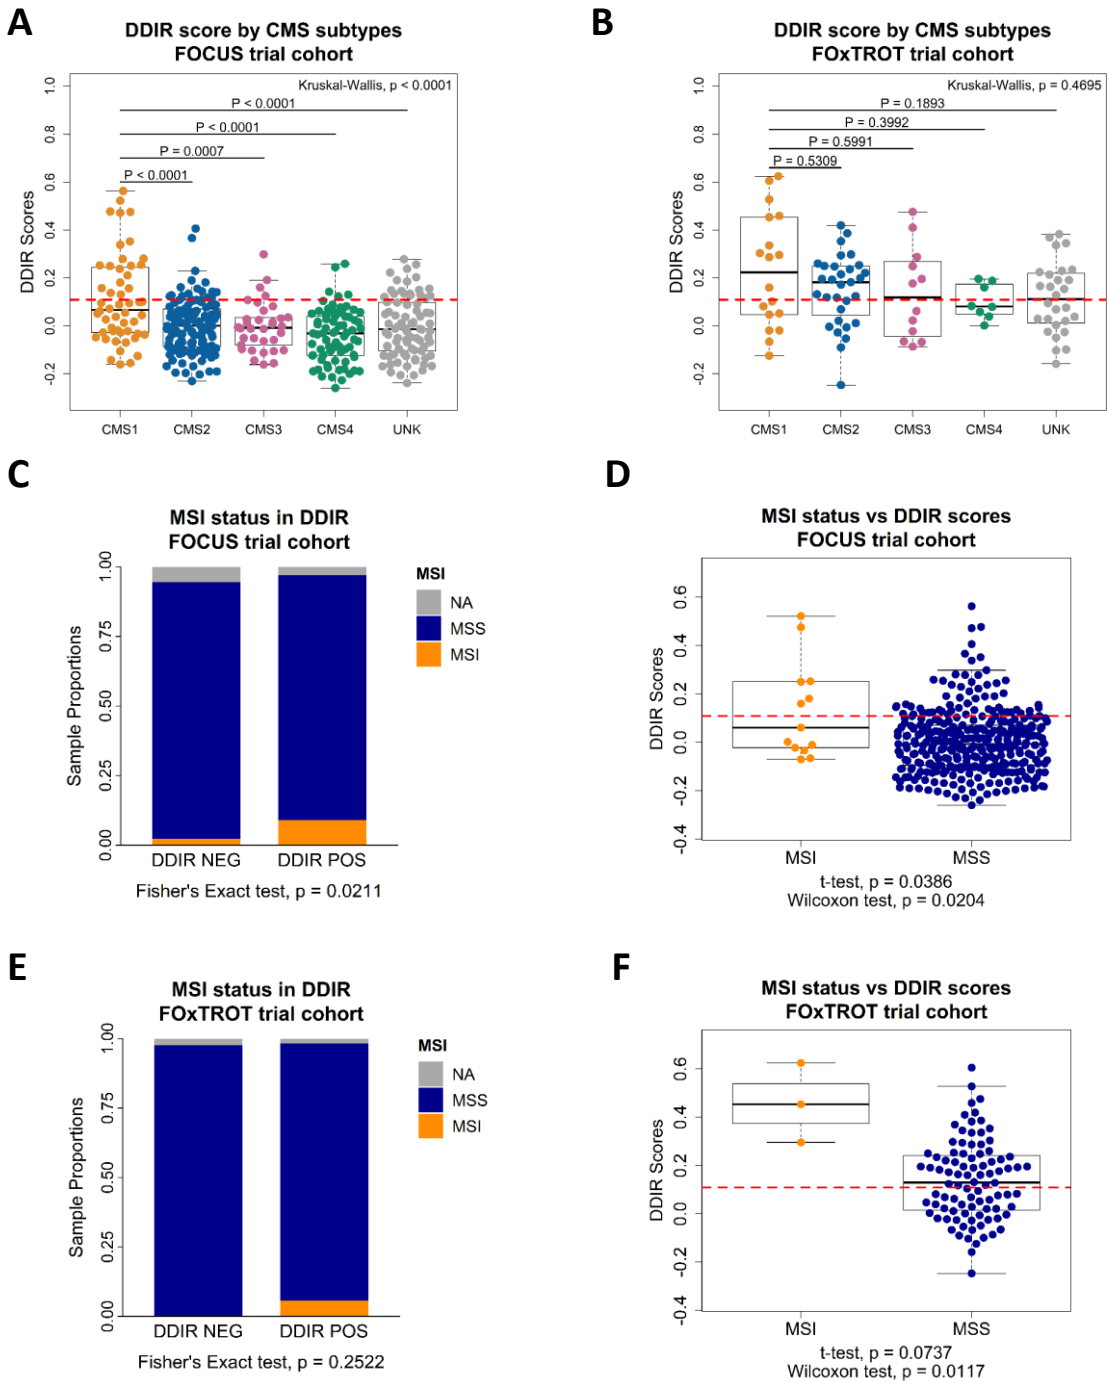 A
DDIR score by CMS subtypes
FOCUS trial cohort
DDIR Scores
1.0
0.8
0.6
0.4
0.2
0.0
-0.2
Kruskal-Wallis, p < 0.0001
P < 0.0001
P < 0.0001
P = 0.0007
P < 0.0001
CMS1
CMS2
CMS3
CMS4
UNK
B
DDIR score by CMS subtypes
FOxTROT trial cohort
DDIR Scores
1.0
0.8
0.6
0.4
0.2
0.0
-0.2
Kruskal-Wallis, p = 0.4695
P = 0.1893
P = 0.3992
P = 0.5991
P = 0.5309
CMS1
CMS2
CMS3
CMS4
UNK
C
MSI status in DDIR
FOCUS trial cohort
Sample Proportions
1.00
0.75
0.50
0.25
0.00
DDIR NEG
DDIR POS
Fisher's Exact test, p = 0.0211
MSI
NA
MSS
MSI
D
MSI status vs DDIR scores
FOCUS trial cohort
DDIR Scores
0.6
0.4
0.2
0.0
-0.2
-0.4
MSI
MSS
t-test, p = 0.0386
Wilcoxon test, p = 0.0204
E
MSI status in DDIR
FOxTROT trial cohort
Sample Proportions
1.00
0.75
0.50
0.25
0.00
DDIR NEG
DDIR POS
Fisher's Exact test, p = 0.2522
MSI
NA
MSS
MSI
F
MSI status vs DDIR scores
FOxTROT trial cohort
DDIR Scores
0.6
0.4
0.2
0.0
-0.2
-0.4
MSI
MSS
t-test, p = 0.0737
Wilcoxon test, p = 0.0117